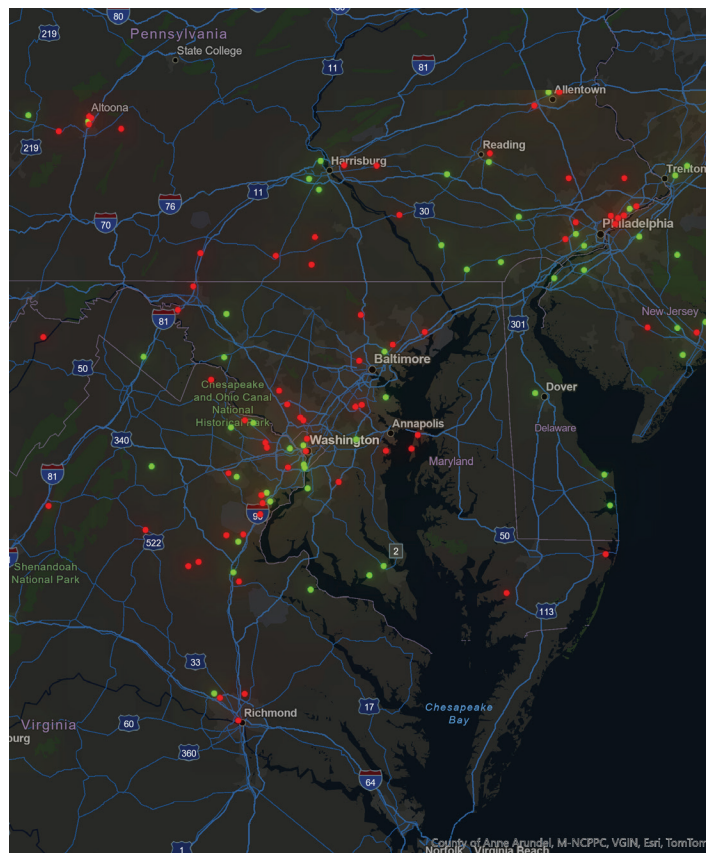 80
219
Pennsylvania
State College
11
81
Allentown
Altoona
219
Reading
Harrisburg
Trenton
11
76
30
70
Philadelphia
New Jersey
81
301
50
Baltimore
Dover
Chesapeake
and Ohio Canal
National
Historical Park
Annapolis
Delaware
340
Washington
Maryland
81
95
50
522
2
Shenandoah
National Park
113
33
17
Chesapeake
Bay
Richmond
Virginia
60
burg
360
64
County of Anne Arundel, M-NCPPC, VGIN, Esri, TomTom
1
Norfolk
Virginia Beach